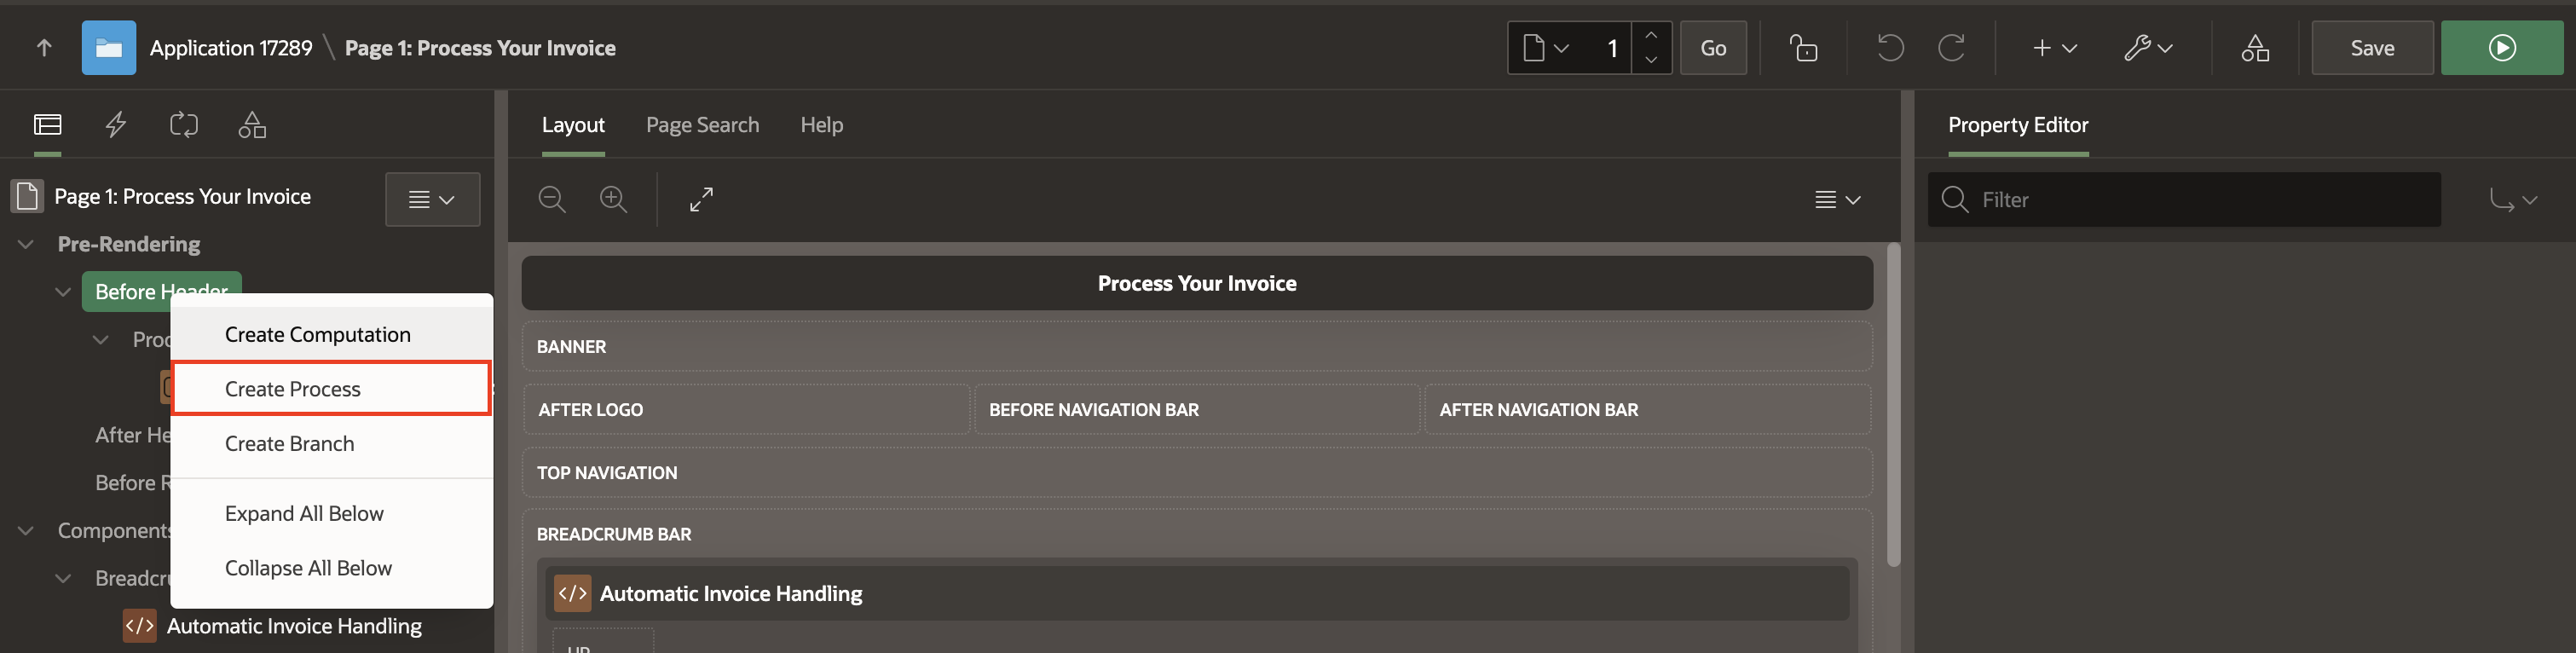 Application 17289 \ Page 1: Process Your Invoice
1
Go
Save
Layout
Page Search
Help
Property Editor
Page 1: Process Your Invoice
Filter
Pre-Rendering
Before Header
Create Computation
Create Process
Create Branch
Expand All Below
Collapse All Below
Proc
After He
Before R
Components
Breadcru
</> Automatic Invoice Handling
Process Your Invoice
BANNER
AFTER LOGO
BEFORE NAVIGATION BAR
AFTER NAVIGATION BAR
TOP NAVIGATION
BREADCRUMB BAR
</> Automatic Invoice Handling